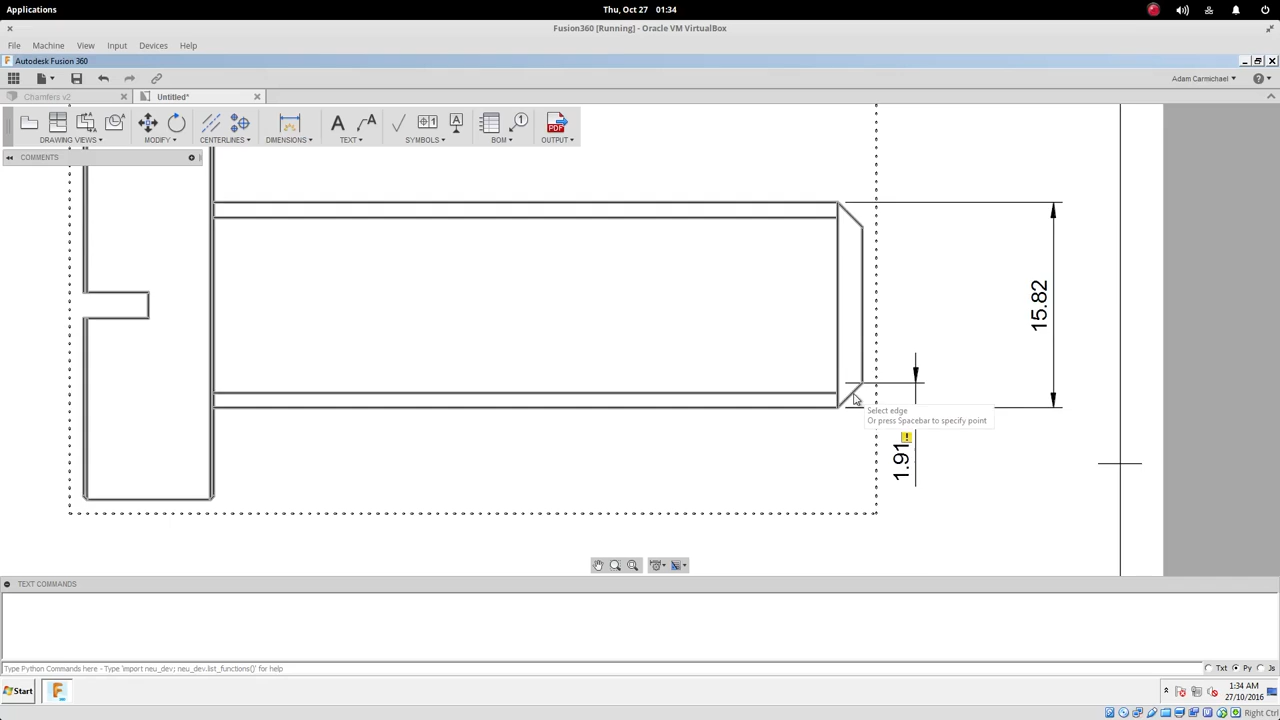 Applications
Thu, Oct 27 01:34
Fusion360 [Running] - Oracle VM VirtualBox
File Machine View Input Devices Help
Autodesk Fusion 360
Adam Carmichael
Chamfers v2
Untitled*
DRAWING VIEWS MODIFY CENTERLINES DIMENSIONS TEXT SYMBOLS BOM OUTPUT
PDF
COMMENTS
15.82
Select edge
Or press Spacebar to specify point
1.91
TEXT COMMANDS
Type Python Commands here - Type 'import neu_dev; neu_dev.list_functions()' for help
Txt Py Js
Start
1:34 AM
27/10/2016
Right Ctrl